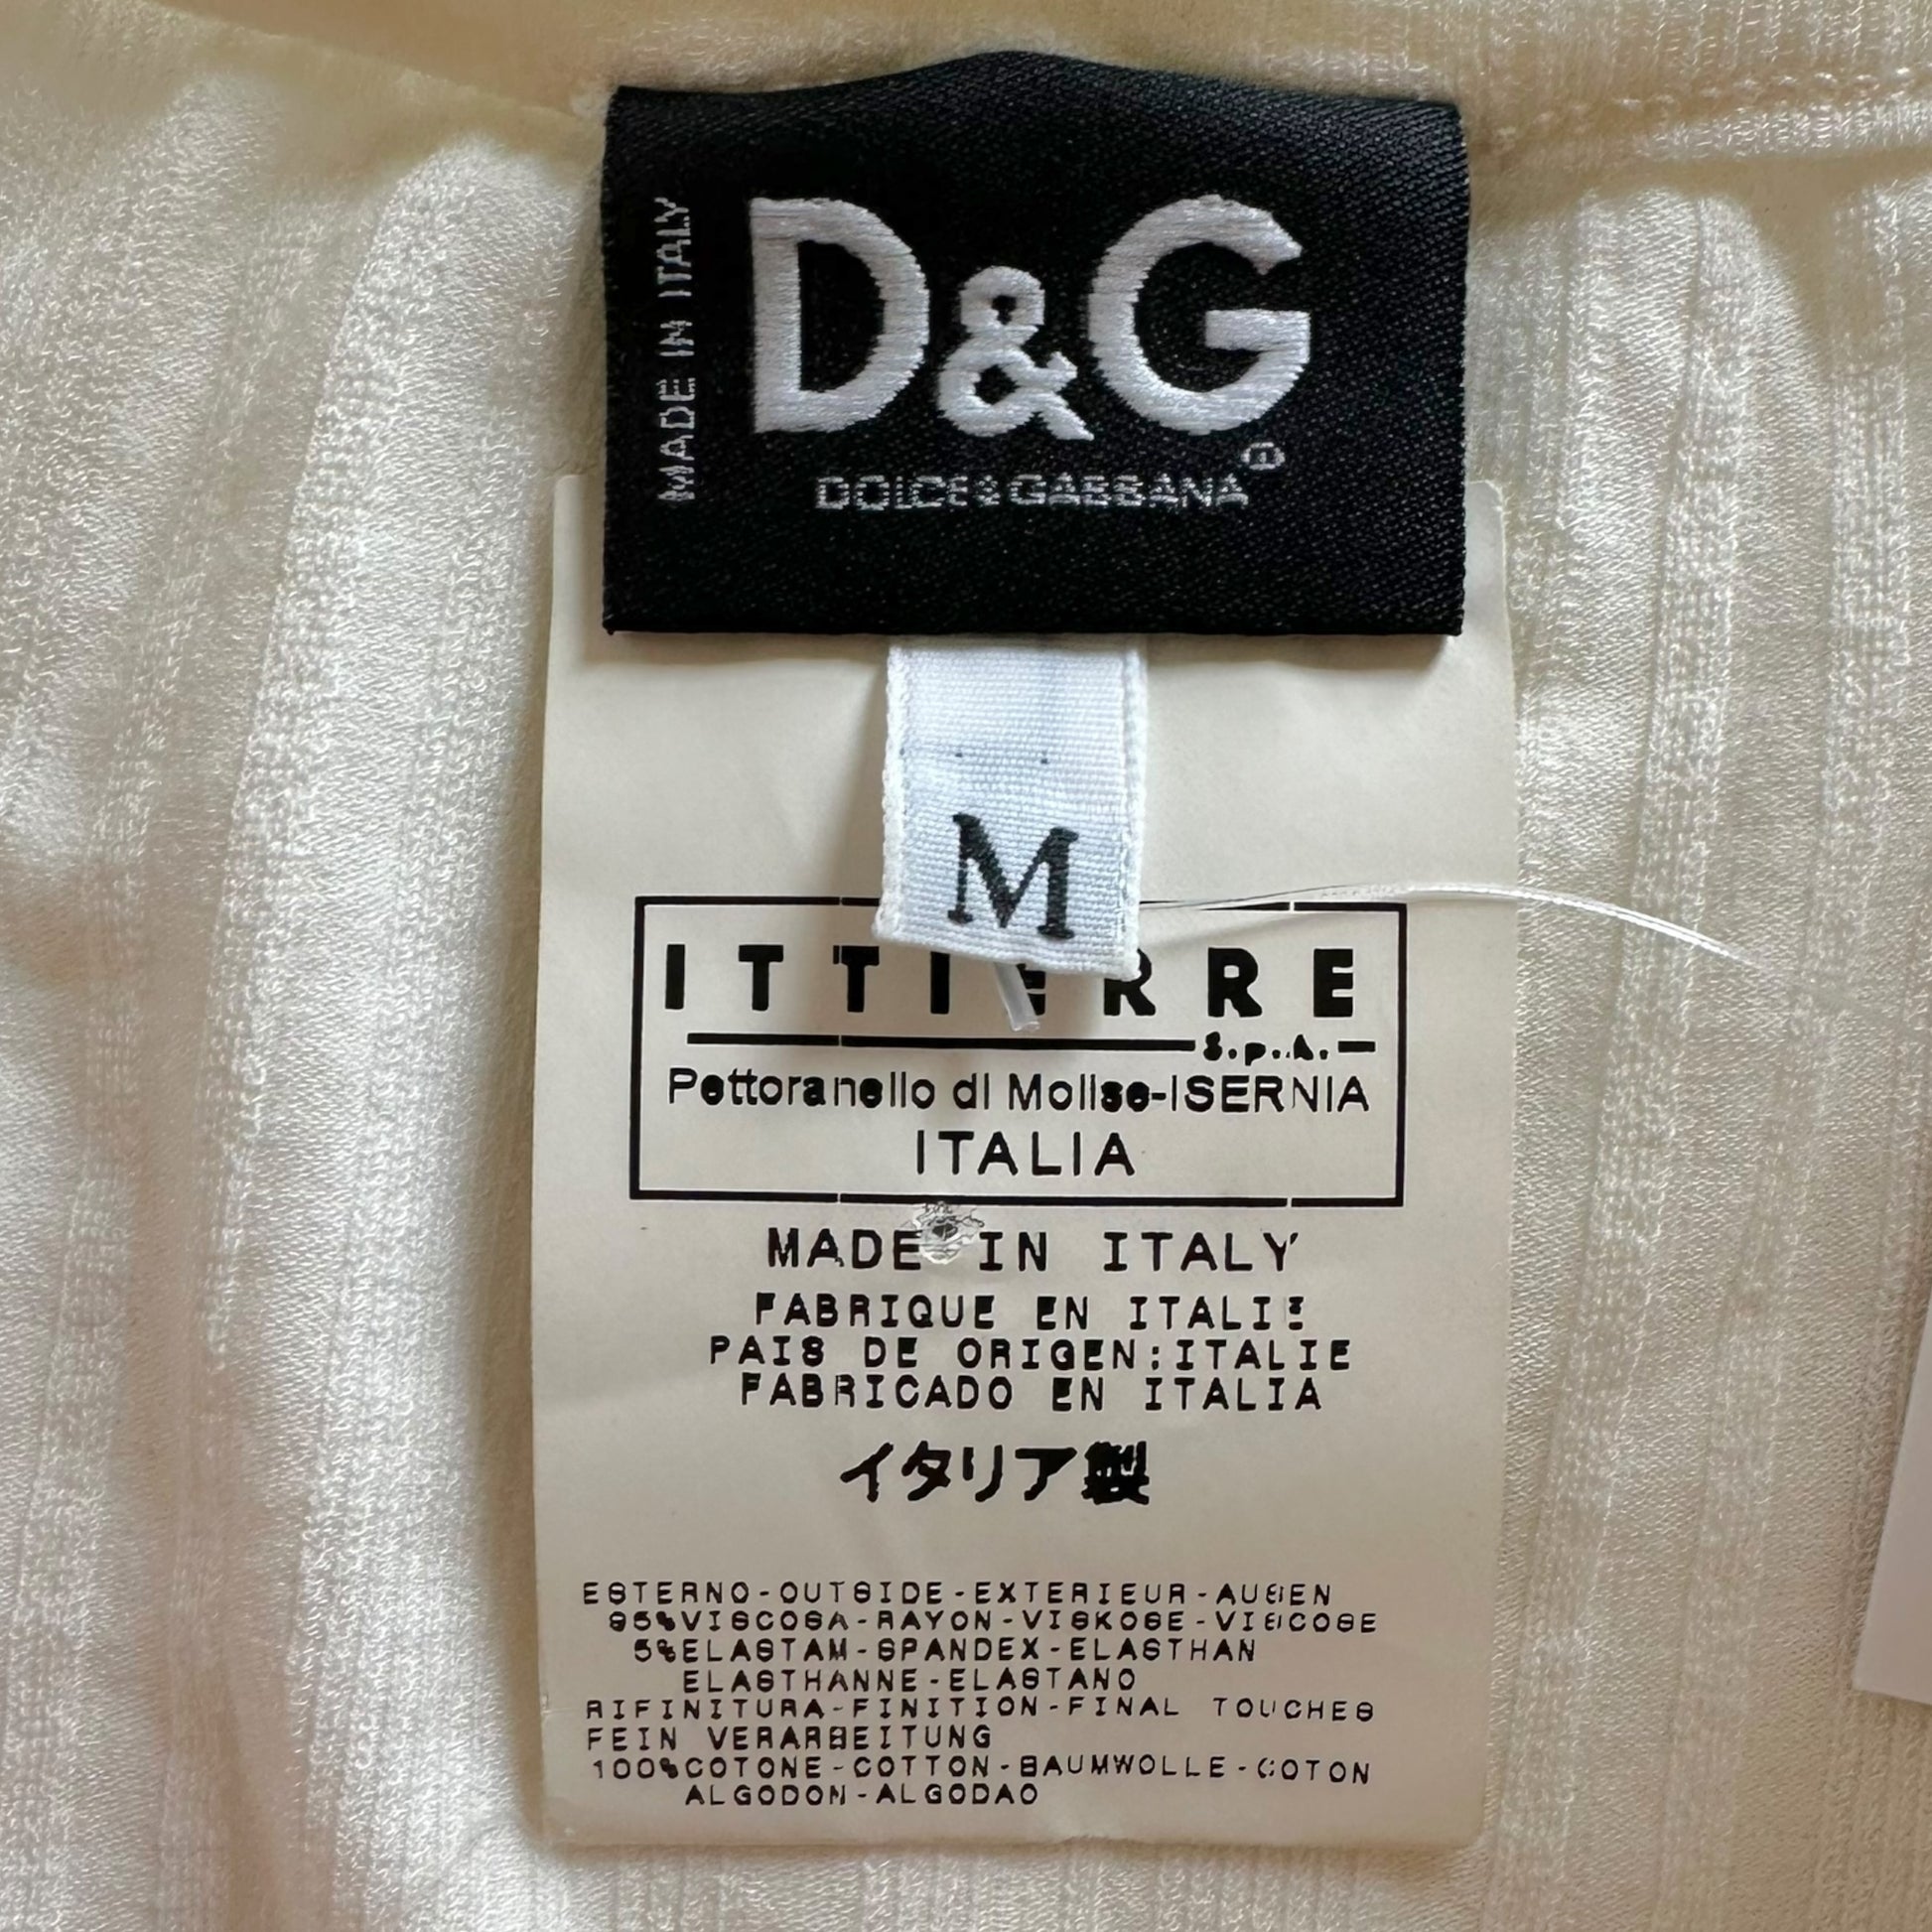 MADE IN ITALY
D&G
DOLCE&GABBANA®
M
ITTIERRE
S.p.A.
Pettoranello di Molise-ISERNIA
ITALIA
MADE IN ITALY
FABRIQUE EN ITALIE
PAIS DE ORIGEN:ITALIE
FABRICADO EN ITALIA
イタリア製
ESTERNO-OUTSIDE-EXTERIEUR-AUßEN
95%VISCOSA-RAYON-VISKOSE-VISCOSE
5%ELASTAM-SPANDEX-ELASTHAN
ELASTHANNE-ELASTANO
RIFINITURA-FINITION-FINAL TOUCHES
FEIN VERARBEITUNG
100%COTONE-COTTON-BAUMWOLLE-COTON
ALGODON-ALGODAO